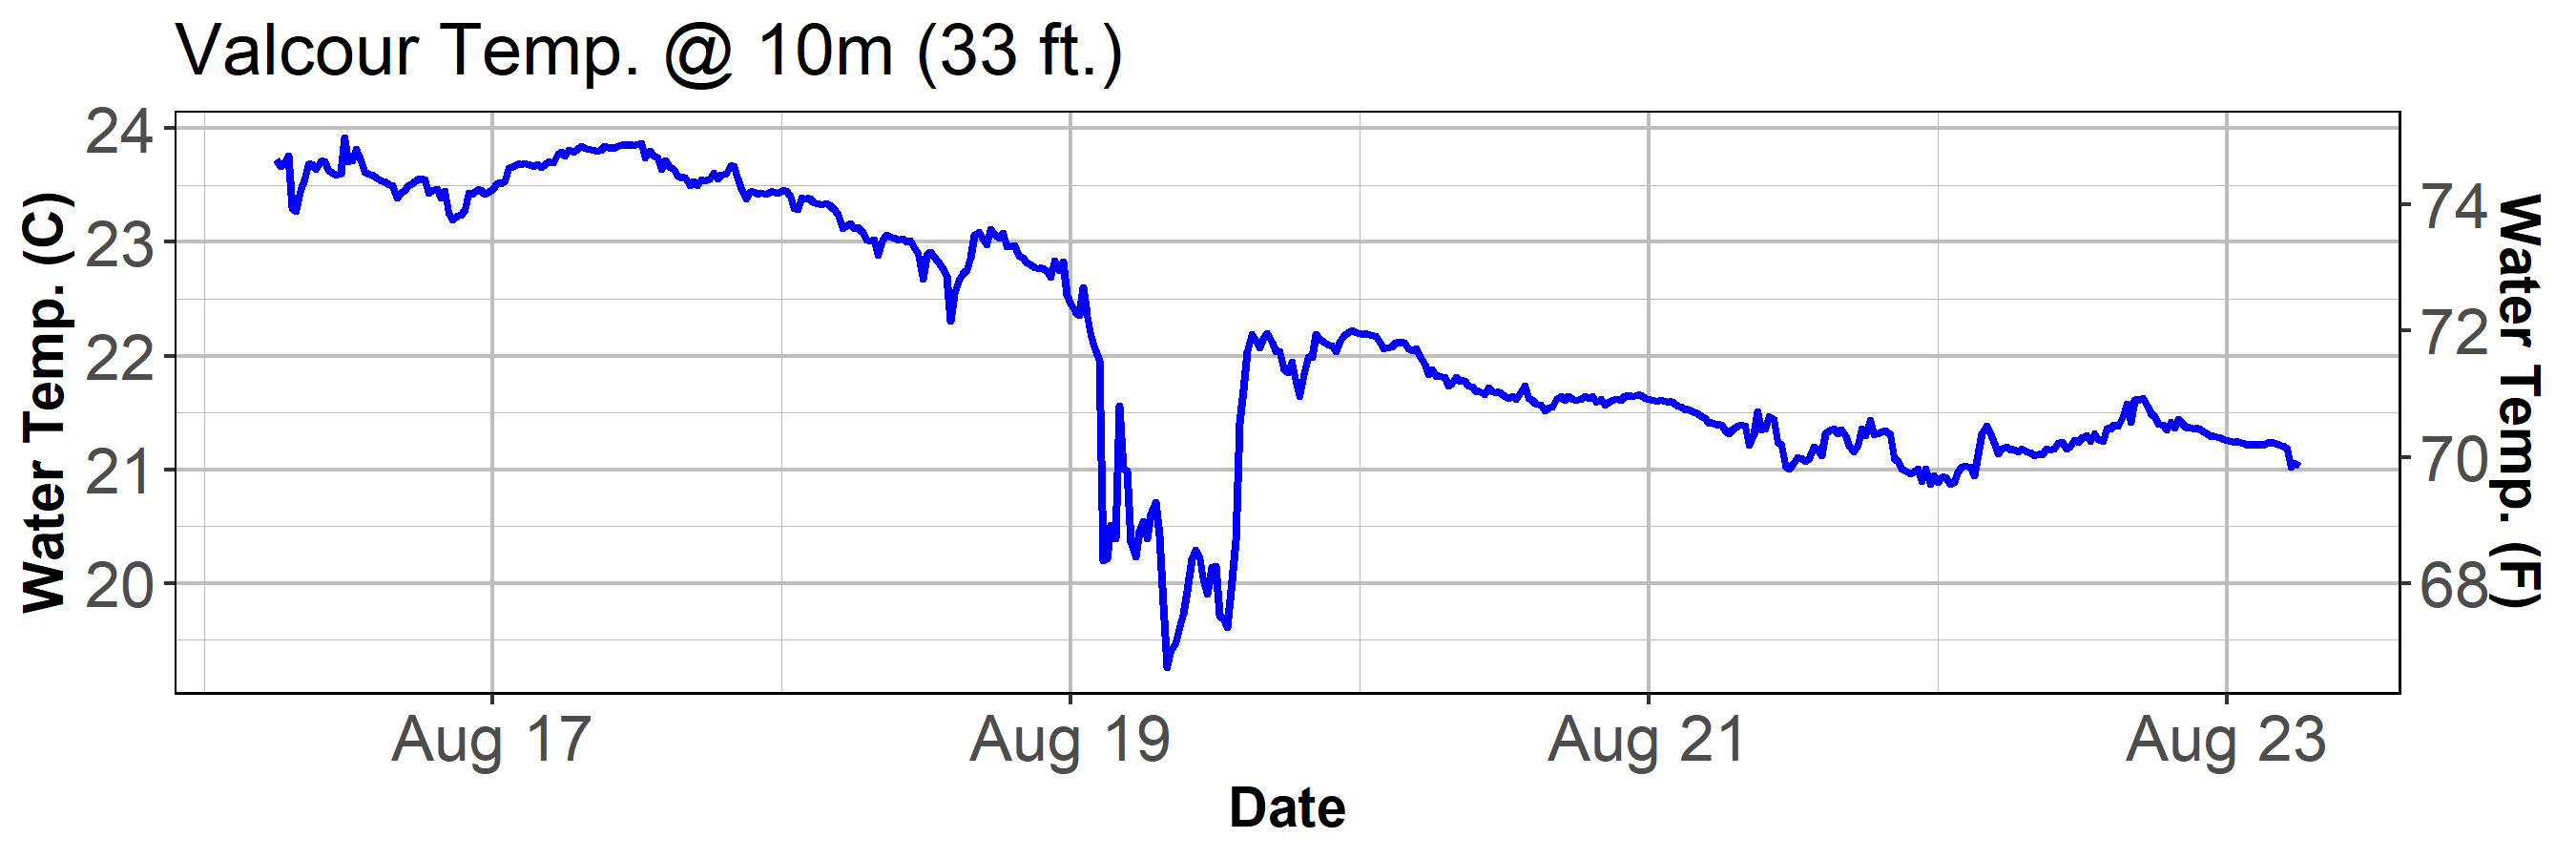 Valcour Temp. @ 10m (33 ft.)
Water Temp. (C)
24
23
22
21
20
74
72
70
68
Water Temp. (F)
Aug 17
Aug 19
Aug 21
Aug 23
Date